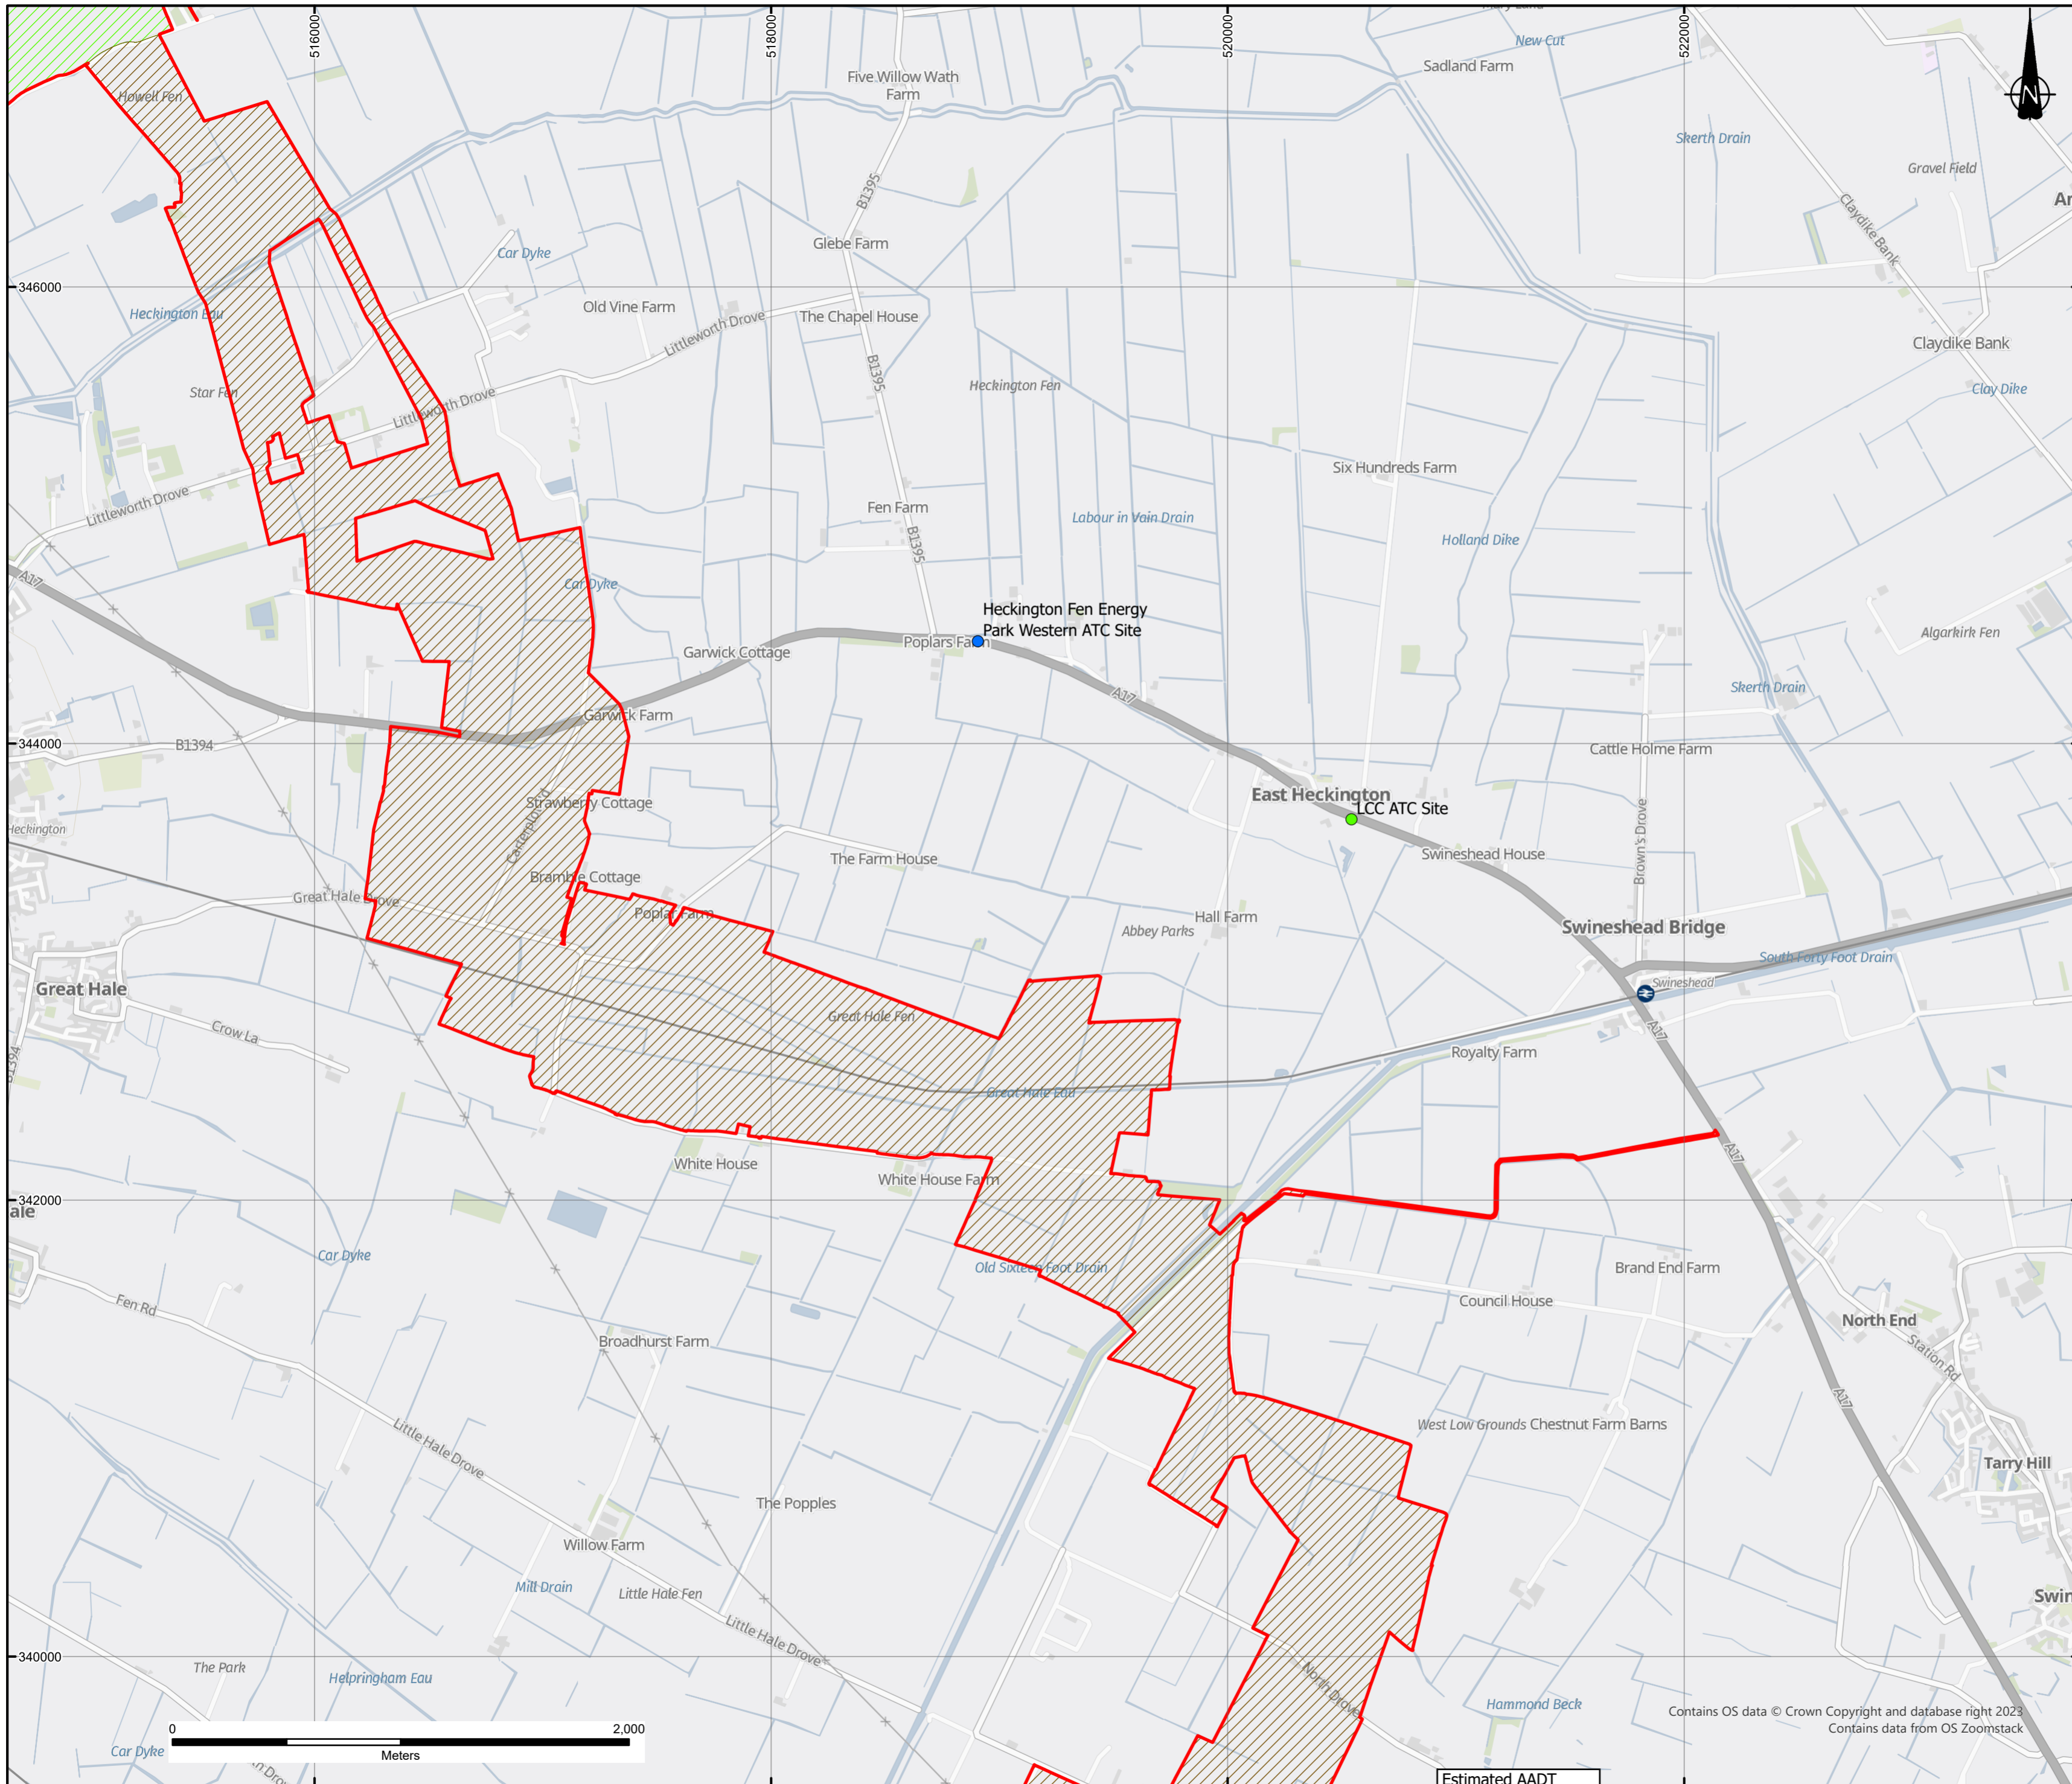 516000
518000
520000
522000
Mary Land
New Cut
Sadland Farm
Five Willow Wath
Farm
Howell Fen
Skerth Drain
Gravel Field
B1395
Claydike Bank
Ar
Glebe Farm
Car Dyke
346000
Old Vine Farm
The Chapel House
Heckington Eau
Littleworth Drove
Claydike Bank
B1395
Heckington Fen
Clay Dike
Star Fen
Littleworth Drove
Six Hundreds Farm
Littleworth Drove
Fen Farm
Labour in Vain Drain
B1395
Holland Dike
A17
Car Dyke
Heckington Fen Energy
Park Western ATC Site
Poplars Farm
Algarkirk Fen
Garwick Cottage
Skerth Drain
A17
Garwick Farm
344000
B1394
Cattle Holme Farm
East Heckington
Strawberry Cottage
LCC ATC Site
Carterplot Rd
Heckington
Brown's Drove
The Farm House
Swineshead House
Bramble Cottage
Great Hale Drove
Poplar Farm
Hall Farm
Abbey Parks
Swineshead Bridge
South Forty Foot Drain
Great Hale
Swineshead
Great Hale Fen
Crow La
A17
B1394
Royalty Farm
Great Hale Eau
A17
White House
White House Farm
342000
ale
Car Dyke
Old Sixteen Foot Drain
Brand End Farm
Council House
Fen Rd
North End
Broadhurst Farm
Station Rd
A17
West Low Grounds
Chestnut Farm Barns
Little Hale Drove
Tarry Hill
The Popples
Willow Farm
Mill Drain
Little Hale Fen
Swin
Little Hale Drove
340000
The Park
Helpringham Eau
North Drove
Hammond Beck
Contains OS data © Crown Copyright and database right 2023
Contains data from OS Zoomstack
0 2,000
Meters
Car Dyke
Estimated AADT
N